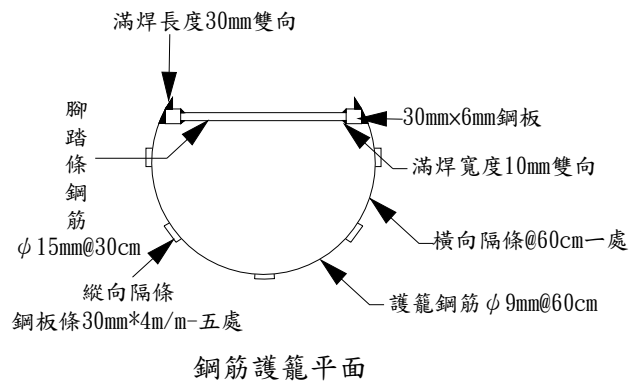 滿焊長度30mm雙向
腳踏條鋼筋
φ15mm@30cm
30mm×6mm鋼板
滿焊寬度10mm雙向
橫向隔條@60cm一處
護籠鋼筋φ9mm@60cm
縱向隔條
鋼板條30mm*4m/m-五處
鋼筋護籠平面